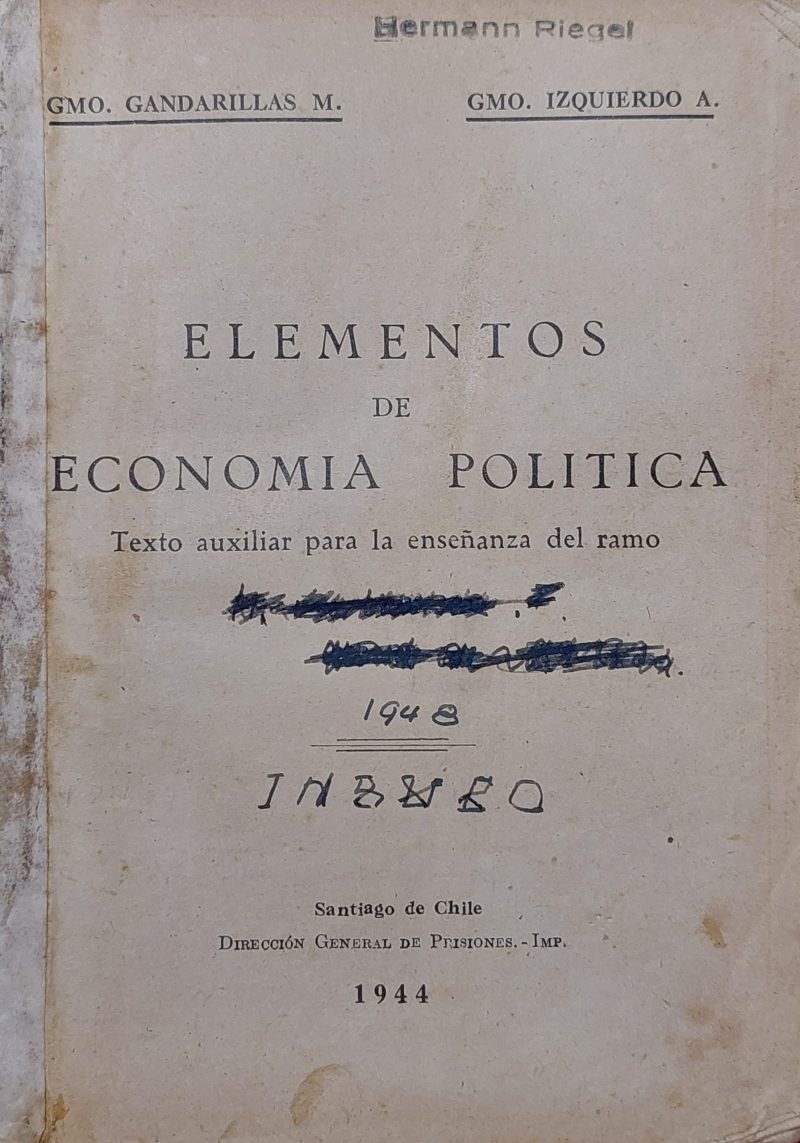 Hermann Riegel
GMO. GANDARILLAS M. GMO. IZQUIERDO A.
ELEMENTOS
DE
ECONOMIA POLITICA
Texto auxiliar para la enseñanza del ramo
1948
Santiago de Chile
DIRECCIÓN GENERAL DE PRISIONES.-IMP.
1944